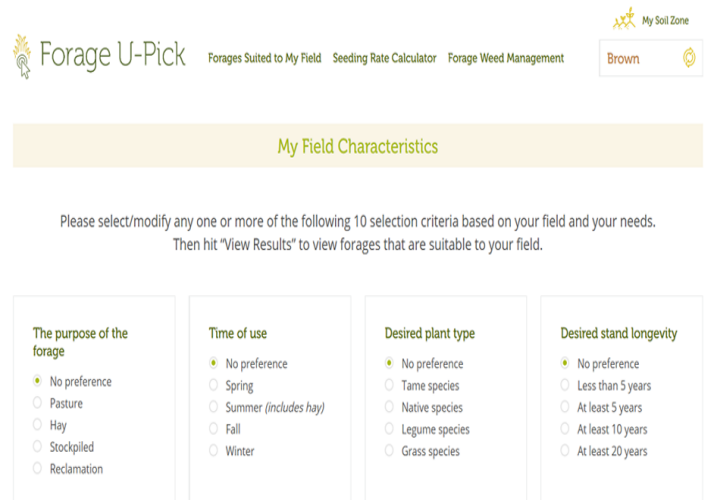 My Soil Zone
Forage U-Pick
Forages Suited to My Field Seeding Rate Calculator Forage Weed Management
Brown
My Field Characteristics
Please select/modify any one or more of the following 10 selection criteria based on your field and your needs.
Then hit “View Results” to view forages that are suitable to your field.
The purpose of the
forage
No preference
Pasture
Hay
Stockpiled
Reclamation
Time of use
No preference
Spring
Summer (includes hay)
Fall
Winter
Desired plant type
No preference
Tame species
Native species
Legume species
Grass species
Desired stand longevity
No preference
Less than 5 years
At least 5 years
At least 10 years
At least 20 years